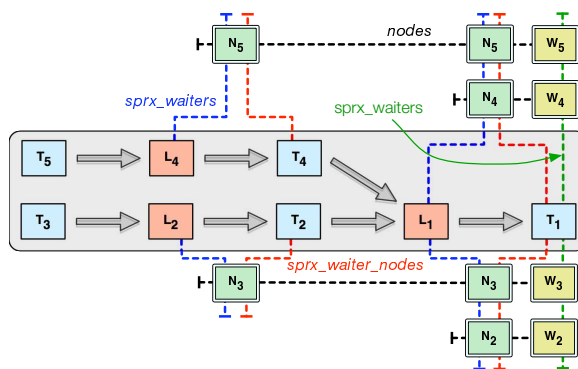 nodes
N5 N5 W5
sprx_waiters
N4 W4
sprx_waiters
T5 L4 T4
T3 L2 T2 L1 T1
sprx_waiter_nodes
N3 N3 W3
N2 W2